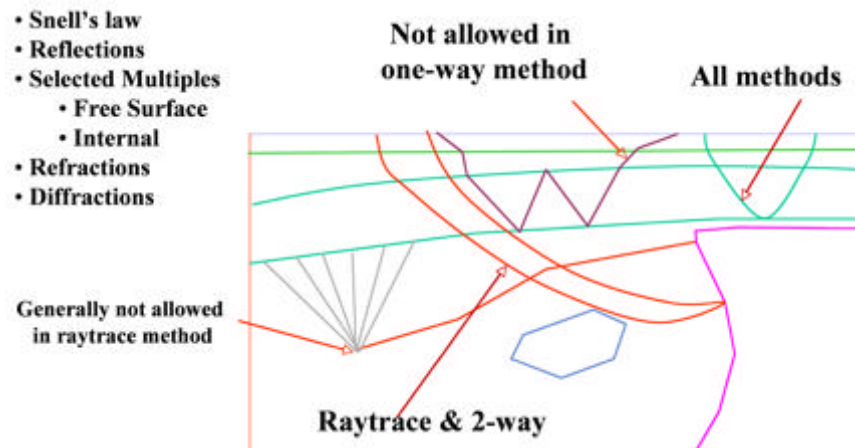 • Snell's law
• Reflections
• Selected Multiples
• Free Surface
• Internal
• Refractions
• Diffractions
Not allowed in
one-way method
All methods
Generally not allowed
in raytrace method
Raytrace & 2-way